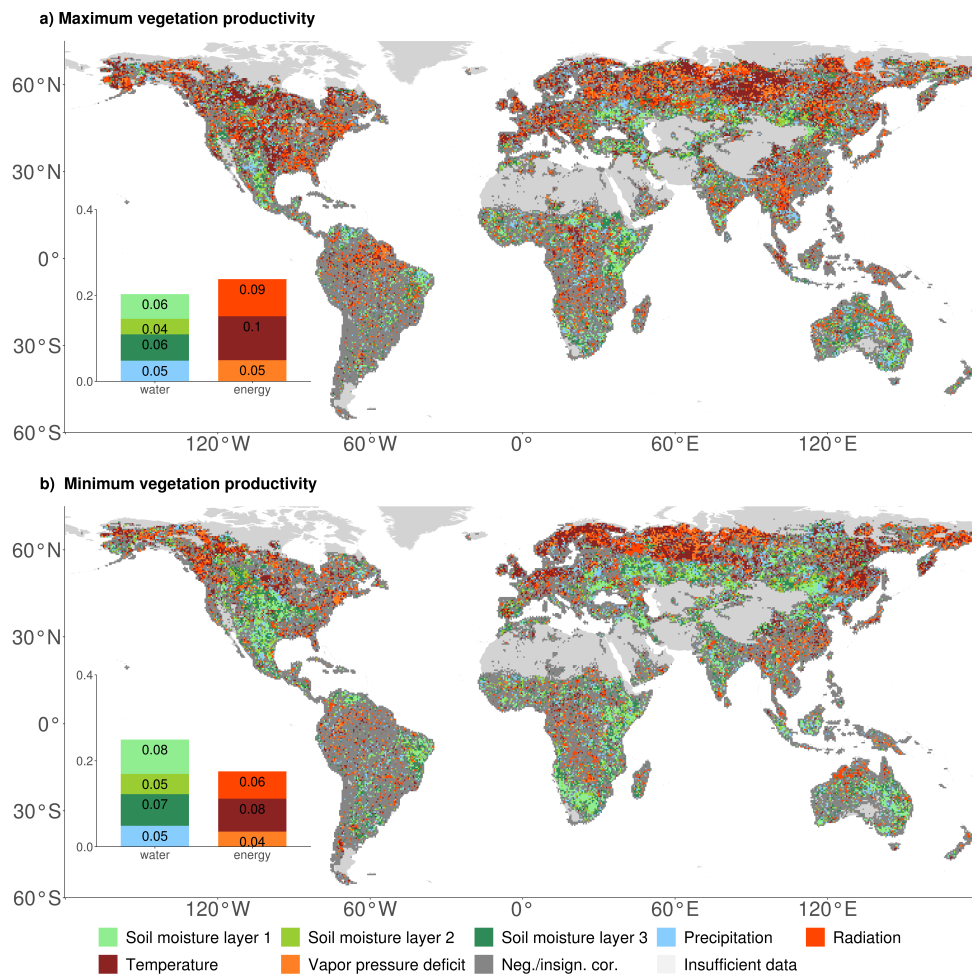 a) Maximum vegetation productivity
60°N
30°N
0°
30°S
60°S
0.4
0.2
0.0
0.06
0.04
0.06
0.05
0.09
0.1
0.05
water
energy
120°W
60°W
0°
60°E
120°E
b) Minimum vegetation productivity
60°N
30°N
0°
30°S
60°S
0.4
0.2
0.0
0.08
0.05
0.07
0.05
0.06
0.08
0.04
water
energy
120°W
60°W
0°
60°E
120°E
Soil moisture layer 1
Soil moisture layer 2
Soil moisture layer 3
Precipitation
Radiation
Temperature
Vapor pressure deficit
Neg./insign. cor.
Insufficient data